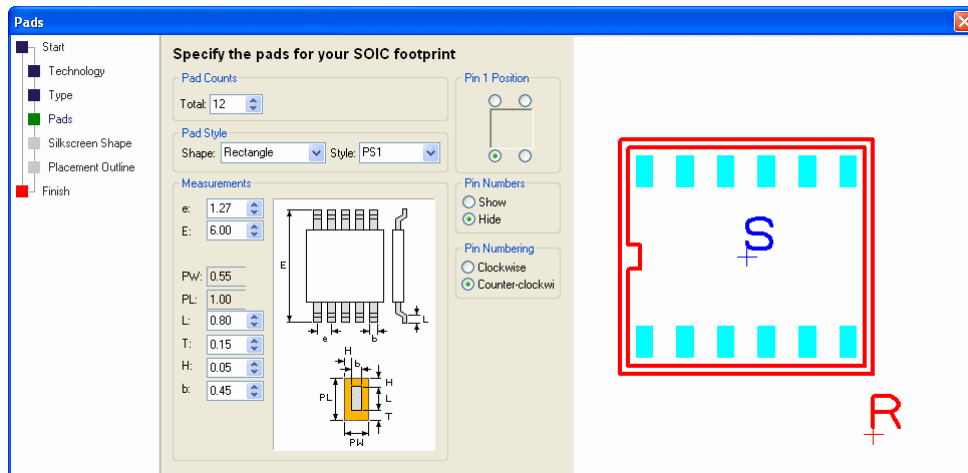 Pads
Start
Technology
Type
Pads
Silkscreen Shape
Placement Outline
Finish
Specify the pads for your SOIC footprint
Pad Counts
Total: 12
Pad Style
Shape: Rectangle Style: PS1
Measurements
e: 1.27
E: 6.00
PW: 0.55
PL: 1.00
L: 0.80
T: 0.15
H: 0.05
b: 0.45
E
L
e b
H
b
H
PL L
T
PW
Pin 1 Position
Pin Numbers
Show
Hide
Pin Numbering
Clockwise
Counter-clockwi
S
R